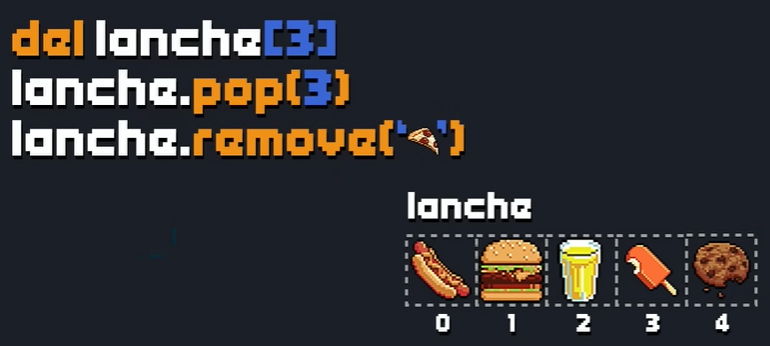 del lanche[3]
lanche.pop(3)
lanche.remove('🍕')
lanche
0 1 2 3 4